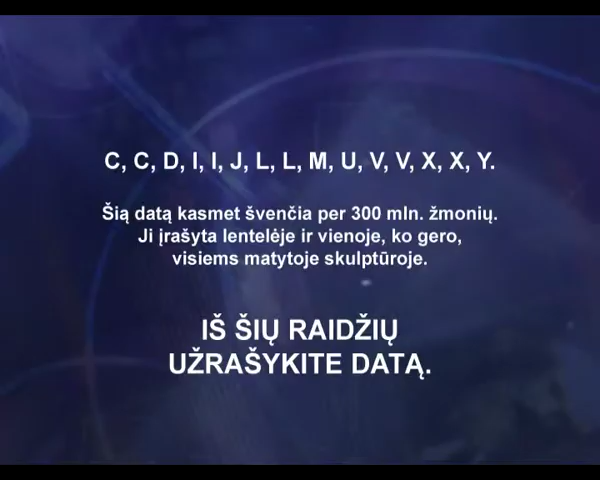 C, C, D, I, I, J, L, L, M, U, V, V, X, X, Y.
Šią datą kasmet švenčia per 300 mln. žmonių.
Ji įrašyta lentelėje ir vienoje, ko gero,
visiems matytoje skulptūroje.
IŠ ŠIŲ RAIDŽIŲ
UŽRAŠYKITE DATĄ.